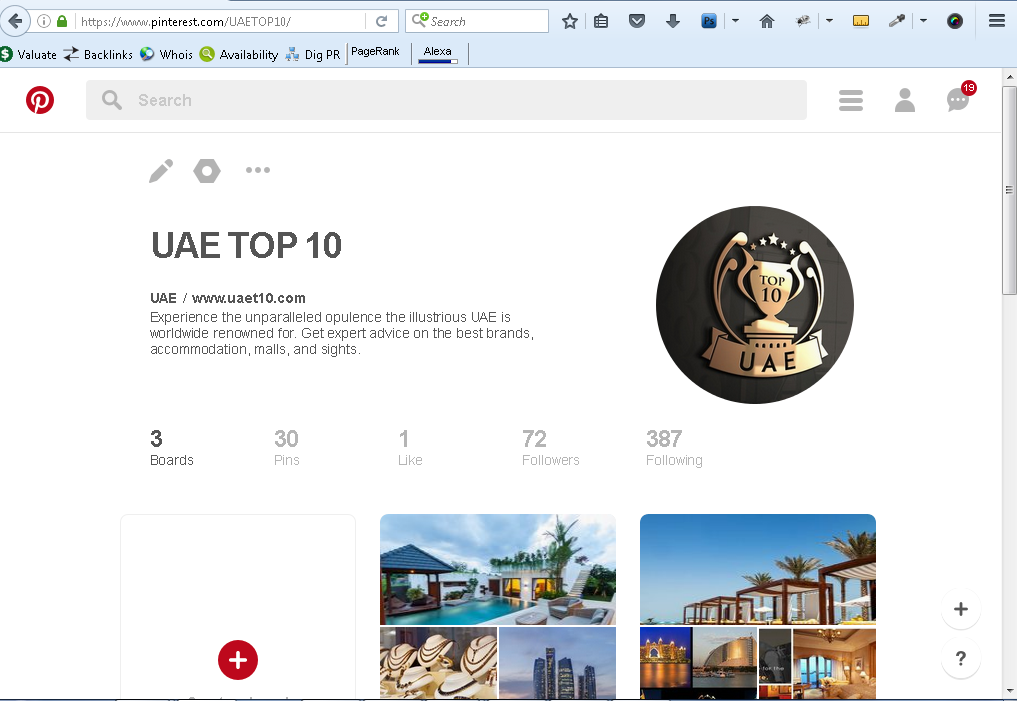 https://www.pinterest.com/UAETOP10/
Search
Ps
$ Valuate Backlinks Whois Availability Dig PR PageRank Alexa
Search
19
UAE TOP 10
UAE / www.uaet10.com
Experience the unparalleled opulence the illustrious UAE is
worldwide renowned for. Get expert advice on the best brands,
accommodation, malls, and sights.
TOP
10
UAE
3 30 1 72 387
Boards Pins Like Followers Following
+
?
for the